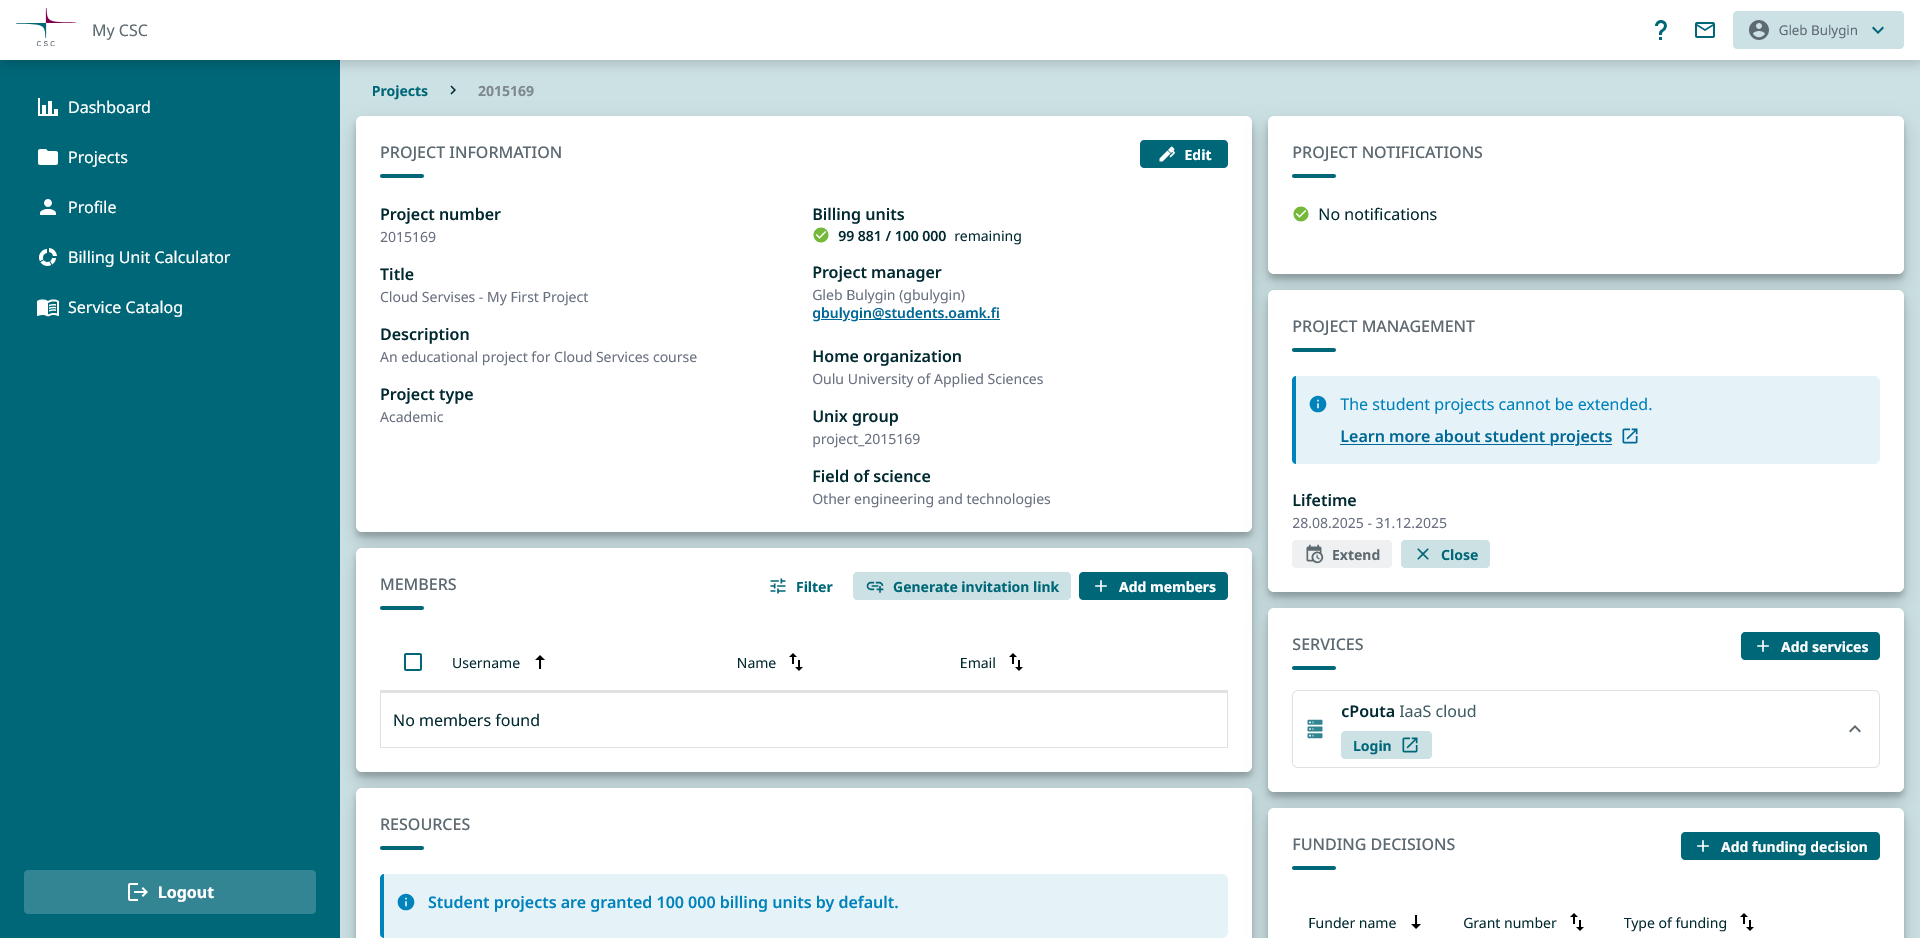 CSC
My CSC
?
Gleb Bulygin
Dashboard
Projects
Profile
Billing Unit Calculator
Service Catalog
Logout
Projects > 2015169
PROJECT INFORMATION
Edit
Project number
2015169
Title
Cloud Servises - My First Project
Description
An educational project for Cloud Services course
Project type
Academic
Billing units
99 881 / 100 000 remaining
Project manager
Gleb Bulygin (gbulygin)
gbulygin@students.oamk.fi
Home organization
Oulu University of Applied Sciences
Unix group
project_2015169
Field of science
Other engineering and technologies
MEMBERS
Filter
Generate invitation link
+ Add members
Username
Name
Email
No members found
RESOURCES
Student projects are granted 100 000 billing units by default.
PROJECT NOTIFICATIONS
No notifications
PROJECT MANAGEMENT
The student projects cannot be extended.
Learn more about student projects
Lifetime
28.08.2025 - 31.12.2025
Extend
Close
SERVICES
+ Add services
cPouta IaaS cloud
Login
FUNDING DECISIONS
+ Add funding decision
Funder name
Grant number
Type of funding